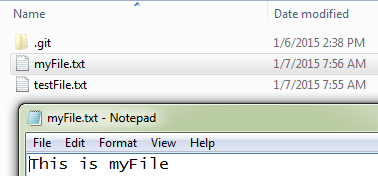 Name Date modified
.git 1/6/2015 2:38 PM
myFile.txt 1/7/2015 7:56 AM
testFile.txt 1/7/2015 7:55 AM
myFile.txt - Notepad
File Edit Format View Help
This is myFile